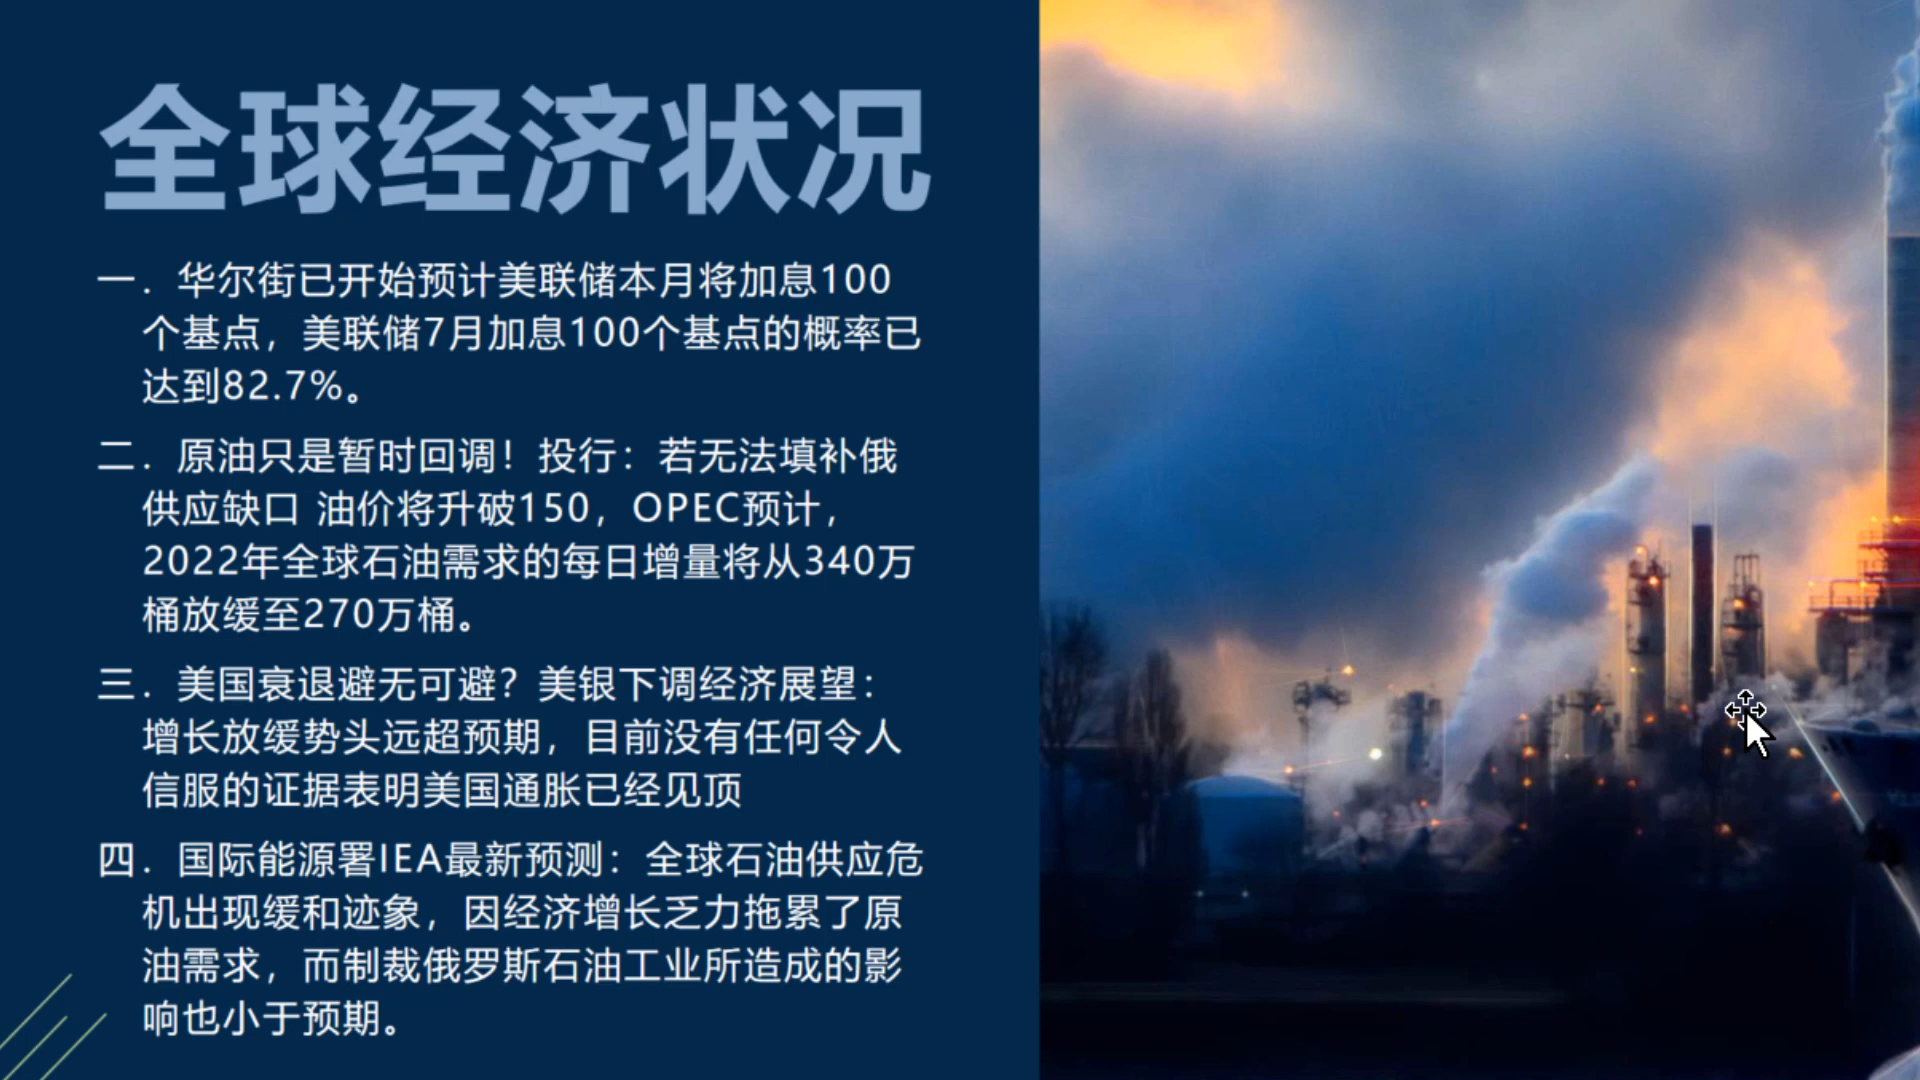 全球经济状况
一. 华尔街已开始预计美联储本月将加息100
个基点，美联储7月加息100个基点的概率已
达到82.7%。
二. 原油只是暂时回调！投行：若无法填补俄
供应缺口 油价将升破150，OPEC预计，
2022年全球石油需求的每日增量将从340万
桶放缓至270万桶。
三. 美国衰退避无可避？美银下调经济展望：
增长放缓势头远超预期，目前没有任何令人
信服的证据表明美国通胀已经见顶
四. 国际能源署IEA最新预测：全球石油供应危
机出现缓和迹象，因经济增长乏力拖累了原
油需求，而制裁俄罗斯石油工业所造成的影
响也小于预期。